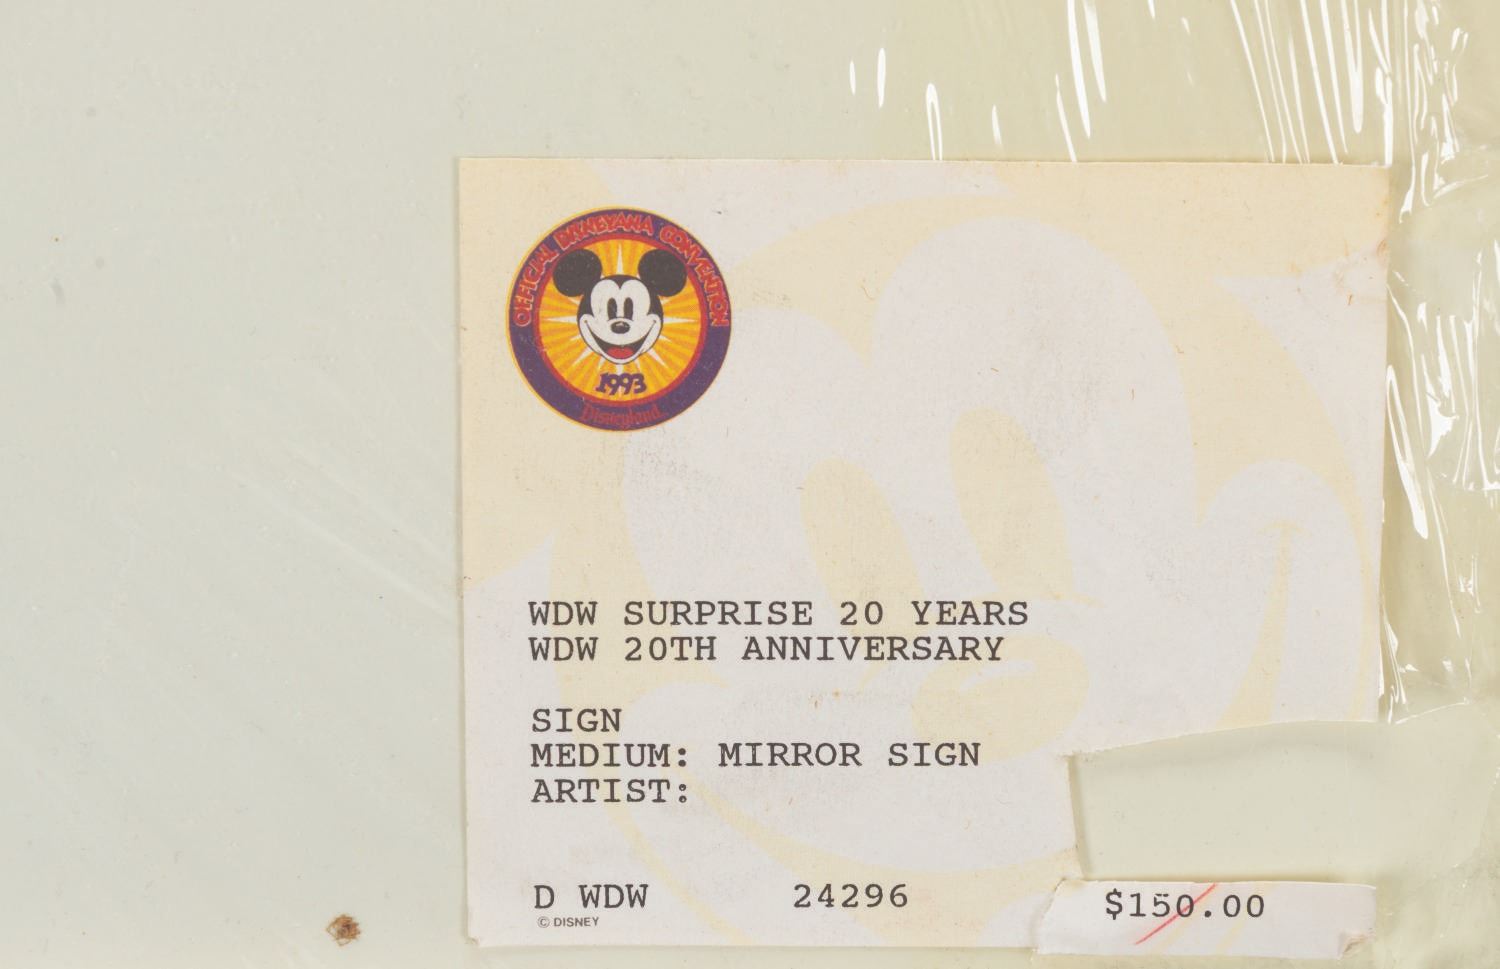 OFFICIAL DISNEYANA CONVENTION
1993
Disneyland
WDW SURPRISE 20 YEARS
WDW 20TH ANNIVERSARY
SIGN
MEDIUM: MIRROR SIGN
ARTIST:
D WDW 24296 $150.00
© DISNEY